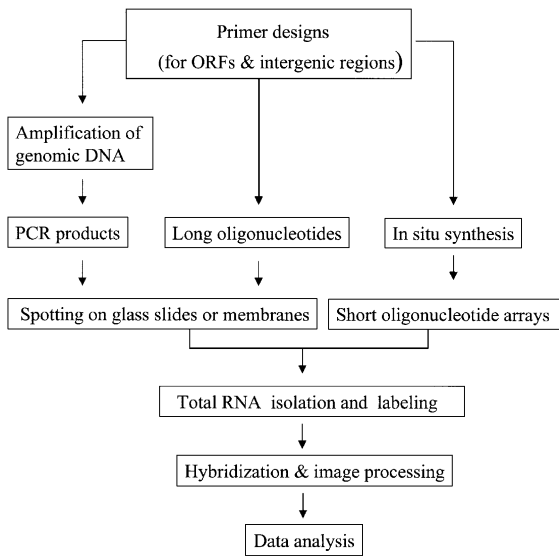 Primer designs
(for ORFs & intergenic regions)
Amplification of
genomic DNA
PCR products
Long oligonucleotides
In situ synthesis
Spotting on glass slides or membranes
Short oligonucleotide arrays
Total RNA isolation and labeling
Hybridization & image processing
Data analysis